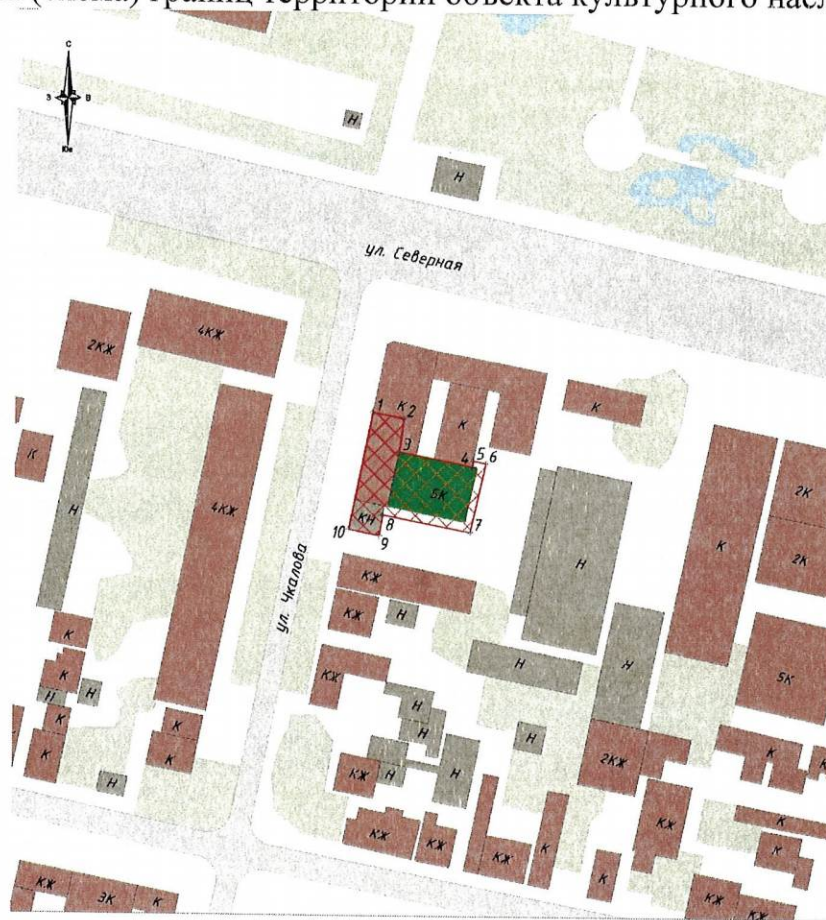 (схема) границ территории объекта культурного насл
С
З В
Ю
Н
Н
ул. Северная
2КЖ
4КЖ
К
К
Н
4КЖ
1 К 2
К
3
4 5 6
5К
КН
8
7
10
9
ул. Чкалова
Н
К
2К
2К
КЖ
КЖ
Н
Н
Н
5К
КЖ
К
К
Н
Н
К
К
К
К
Н
Н
Н
Н
Н
КЖ
Н
2КЖ
К
К
КЖ
КЖ
КЖ
К
К
КЖ
К
К
КЖ
3К
К
КЖ
КЖ